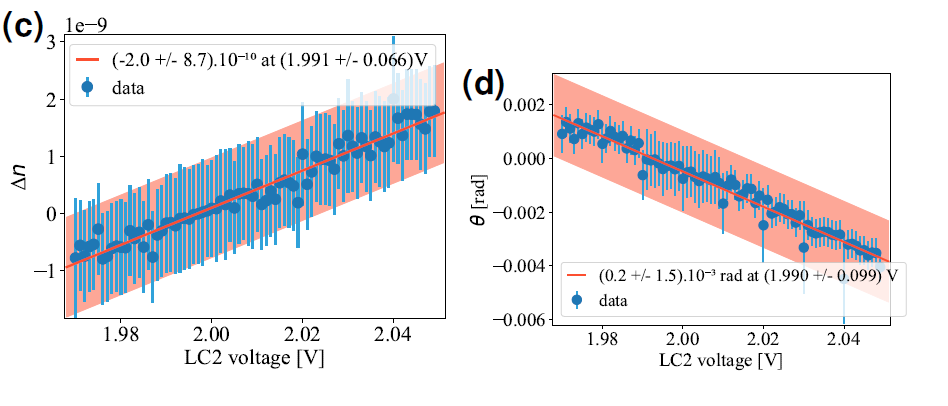 (c)
1e−9
3
2
1
0
−1
Δn
(-2.0 +/- 8.7).10⁻¹⁰ at (1.991 +/- 0.066)V
data
1.98
2.00
2.02
2.04
LC2 voltage [V]
(d)
0.002
0.000
−0.002
−0.004
−0.006
θ [rad]
(0.2 +/- 1.5).10⁻³ rad at (1.990 +/- 0.099) V
data
1.98
2.00
2.02
2.04
LC2 voltage [V]